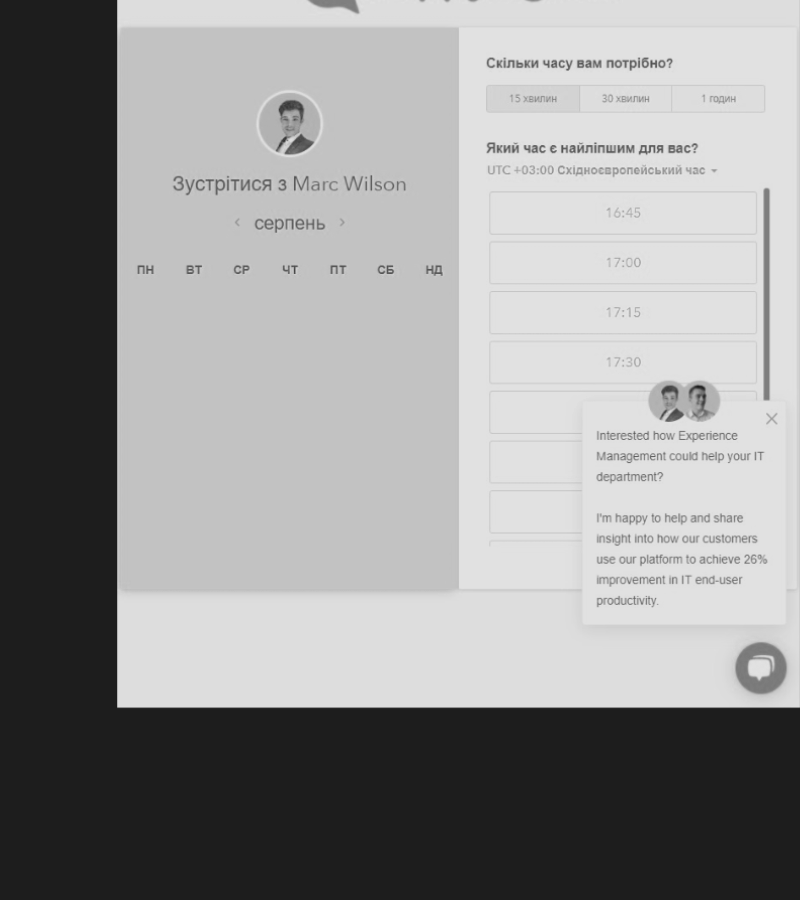 Зустрітися з Marc Wilson
серпень
ПН ВТ СР ЧТ ПТ СБ НД
Скільки часу вам потрібно?
15 хвилин 30 хвилин 1 годин
Який час є найліпшим для вас?
UTC +03:00 Східноєвропейський час
16:45
17:00
17:15
17:30
Interested how Experience
Management could help your IT
department?
I'm happy to help and share
insight into how our customers
use our platform to achieve 26%
improvement in IT end-user
productivity.